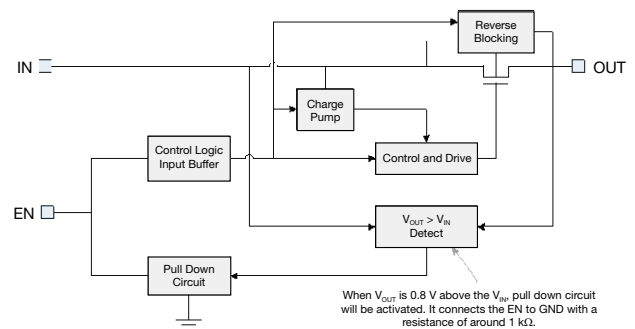 Reverse
Blocking
IN
OUT
Charge
Pump
Control Logic
Input Buffer
Control and Drive
EN
VOUT > VIN
Detect
Pull Down
Circuit
When VOUT is 0.8 V above the VIN, pull down circuit
will be activated. It connects the EN to GND with a
resistance of around 1 kΩ.